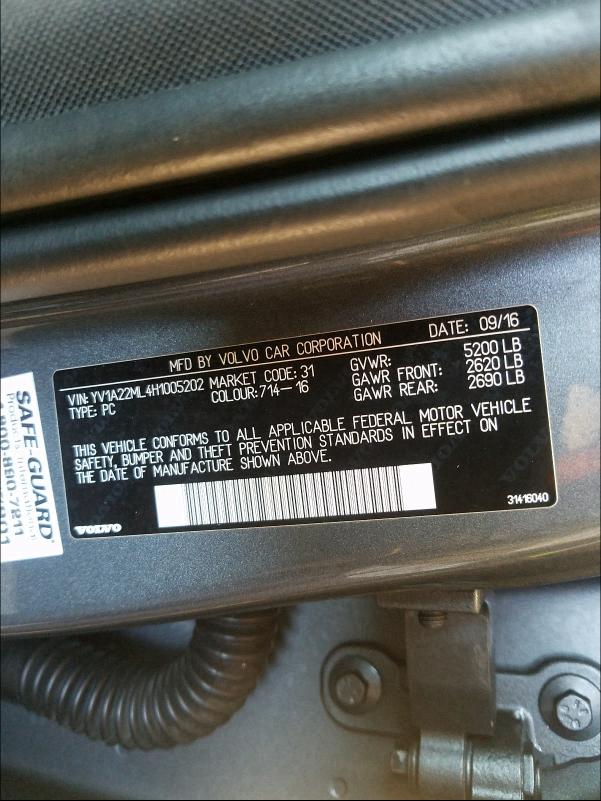 MFD BY VOLVO CAR CORPORATION DATE: 09/16
VIN: YV1A22ML4H1005202 MARKET CODE: 31 GVWR: 5200 LB
TYPE: PC COLOUR: 714-16 GAWR FRONT: 2620 LB
GAWR REAR: 2690 LB
THIS VEHICLE CONFORMS TO ALL APPLICABLE FEDERAL MOTOR VEHICLE
SAFETY, BUMPER AND THEFT PREVENTION STANDARDS IN EFFECT ON
THE DATE OF MANUFACTURE SHOWN ABOVE.
VOLVO 31416040
SAFE-GUARD